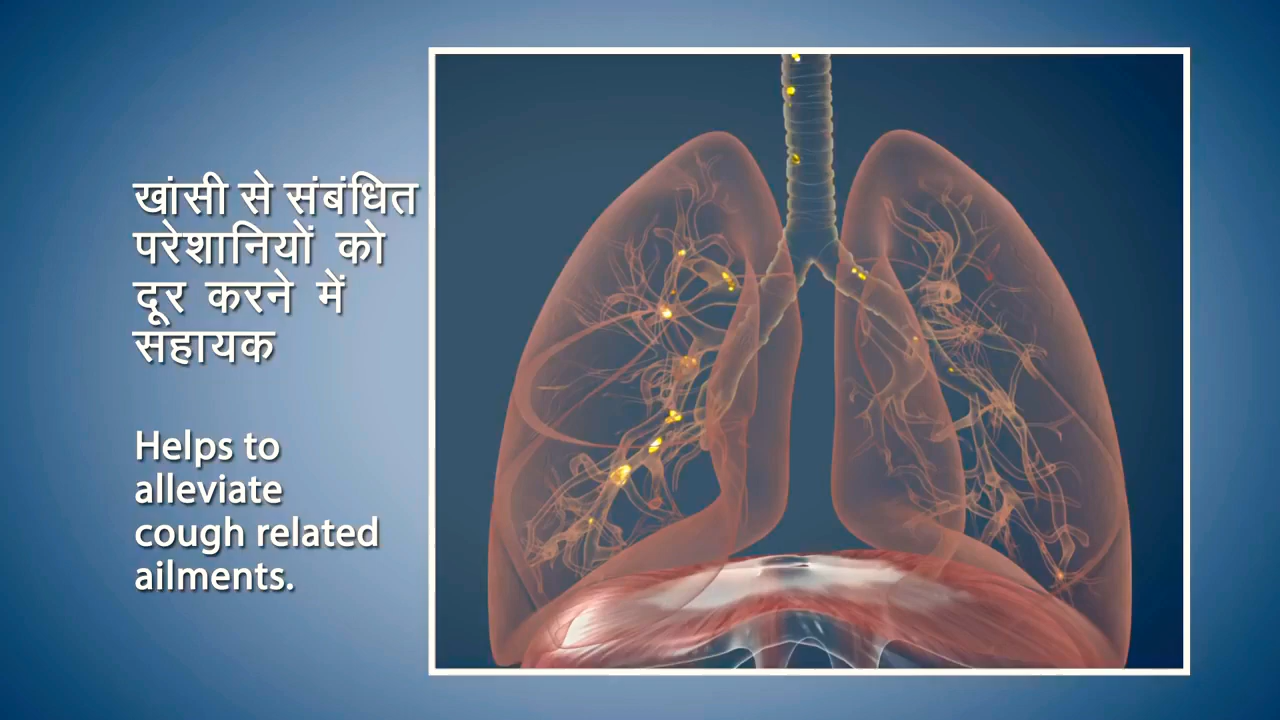 खांसी से संबंधित
परेशानियों को
दूर करने में
सहायक
Helps to
alleviate
cough related
ailments.